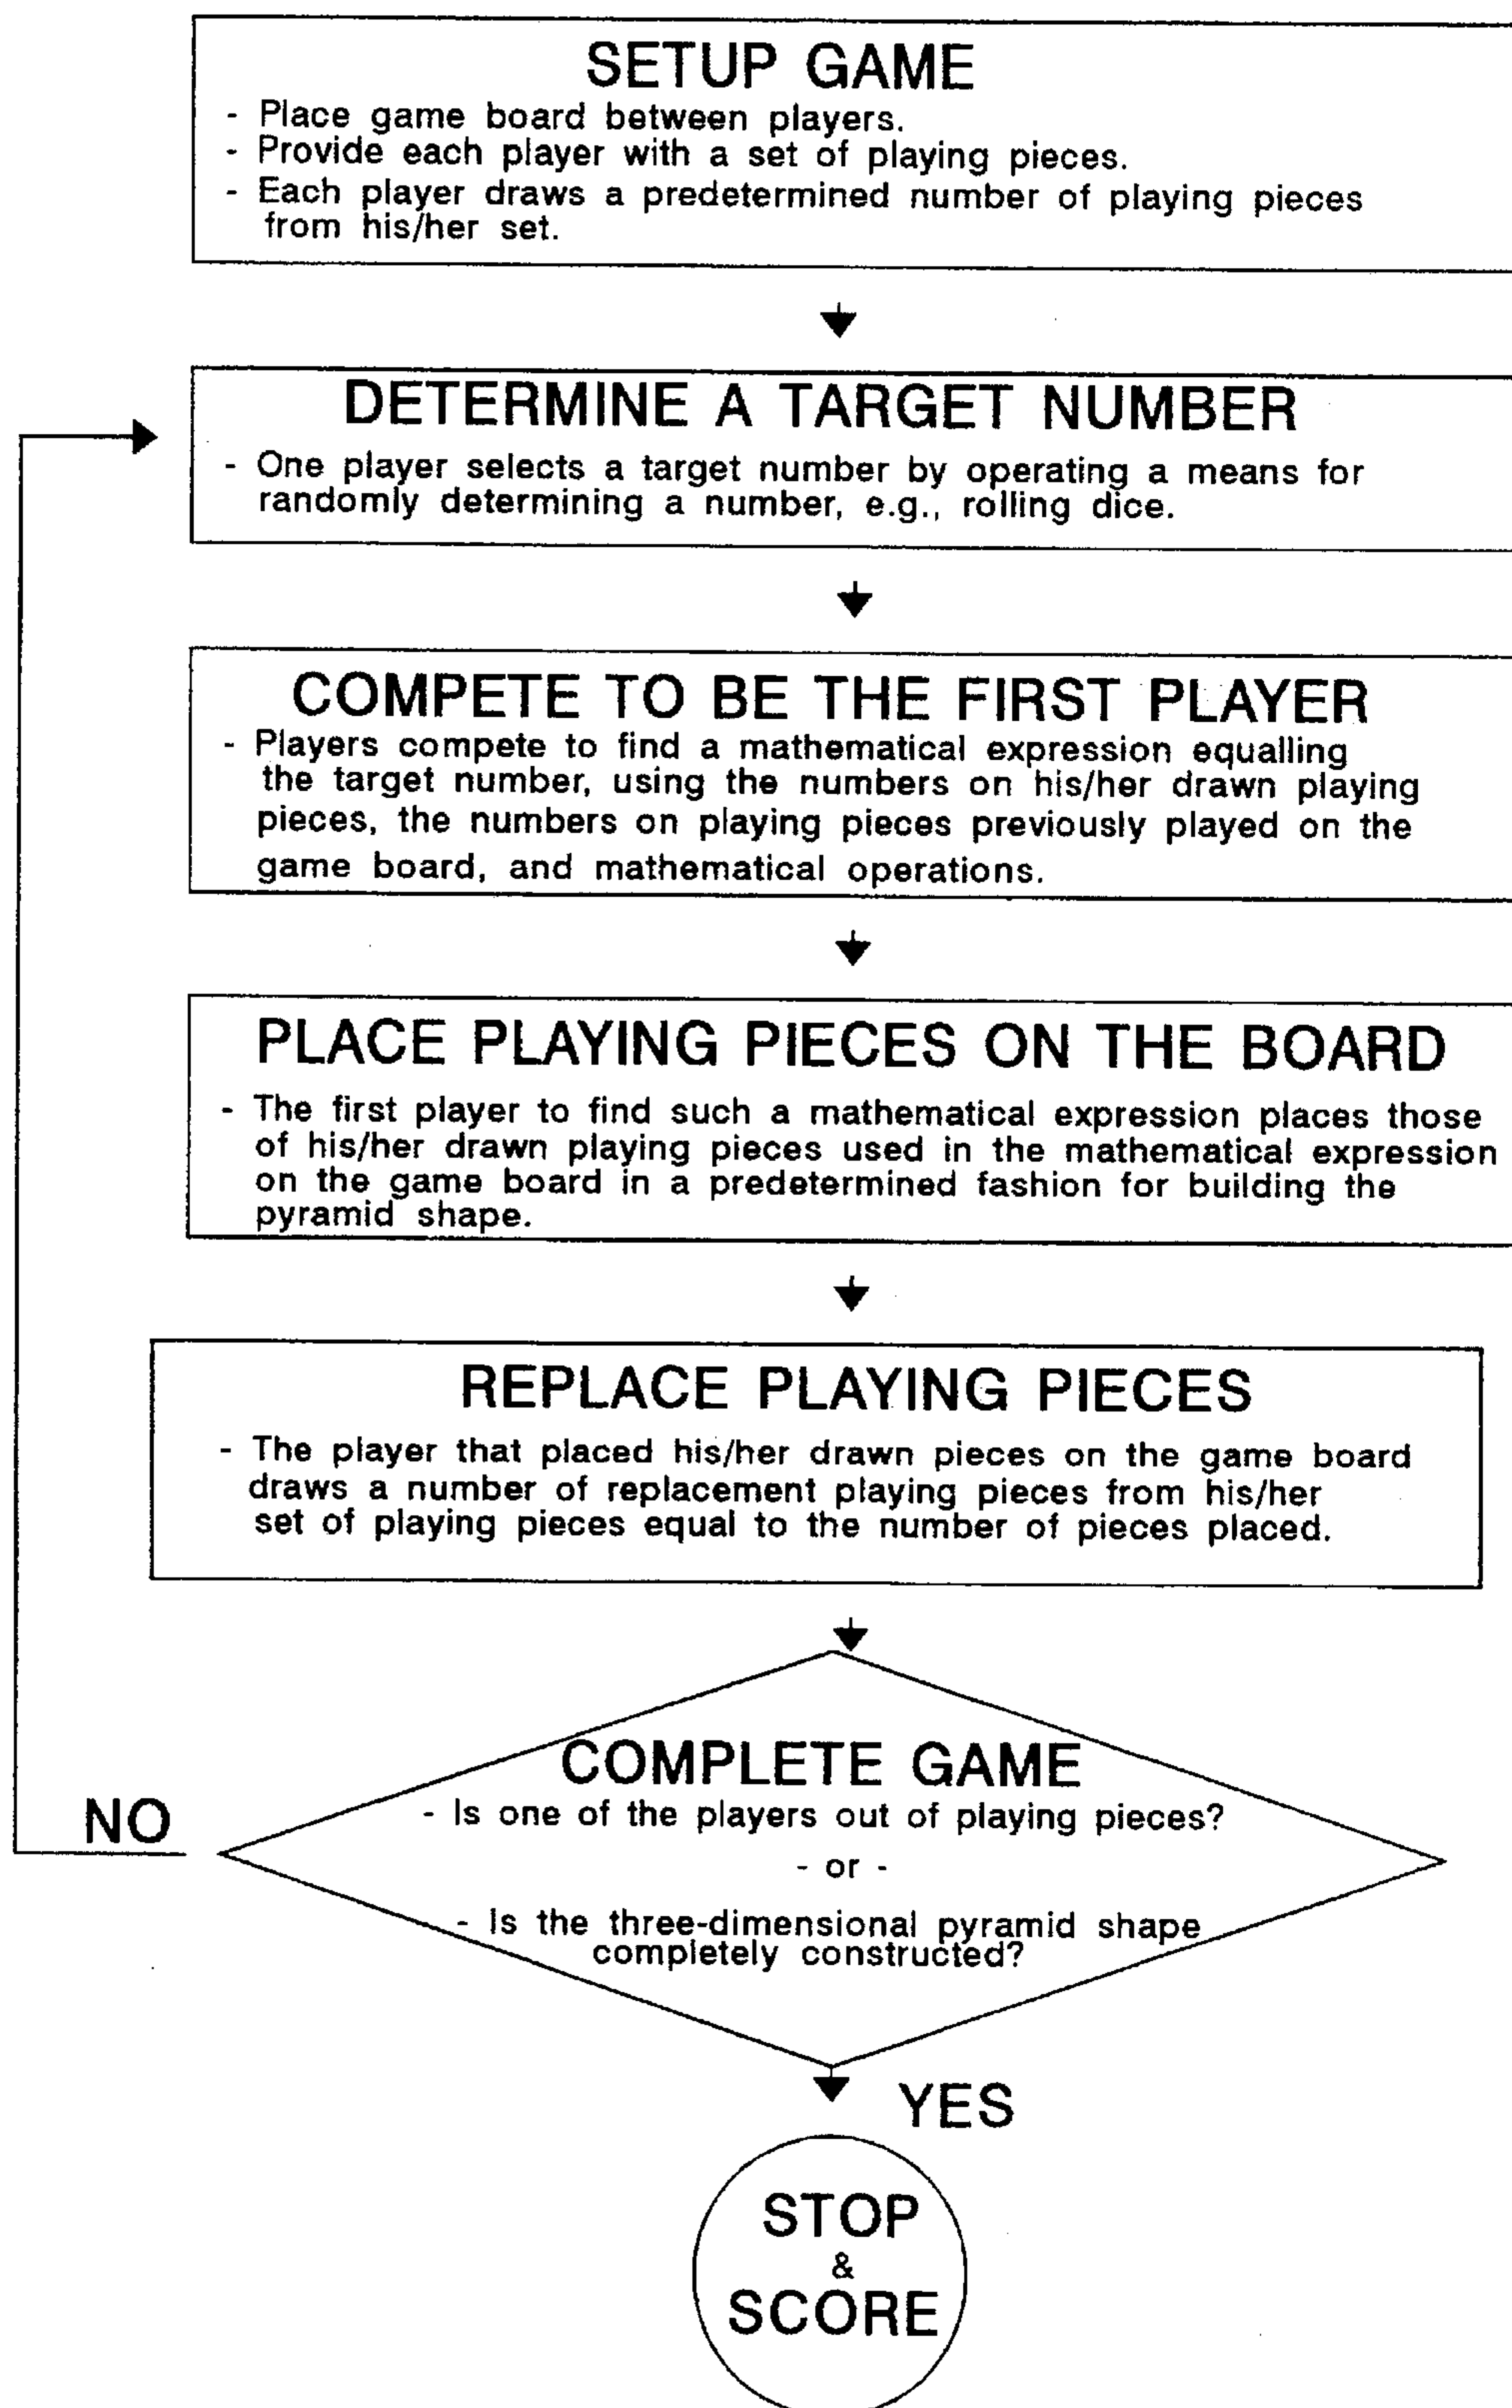 SETUP GAME
- Place game board between players.
- Provide each player with a set of playing pieces.
- Each player draws a predetermined number of playing pieces
from his/her set.
DETERMINE A TARGET NUMBER
- One player selects a target number by operating a means for
randomly determining a number, e.g., rolling dice.
COMPETE TO BE THE FIRST PLAYER
- Players compete to find a mathematical expression equalling
the target number, using the numbers on his/her drawn playing
pieces, the numbers on playing pieces previously played on the
game board, and mathematical operations.
PLACE PLAYING PIECES ON THE BOARD
- The first player to find such a mathematical expression places those
of his/her drawn playing pieces used in the mathematical expression
on the game board in a predetermined fashion for building the
pyramid shape.
REPLACE PLAYING PIECES
- The player that placed his/her drawn pieces on the game board
draws a number of replacement playing pieces from his/her
set of playing pieces equal to the number of pieces placed.
COMPLETE GAME
- Is one of the players out of playing pieces?
- or -
- Is the three-dimensional pyramid shape
completely constructed?
NO
YES
STOP
&
SCORE